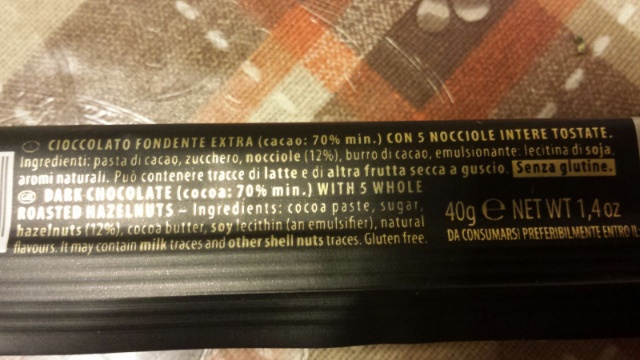 CIOCCOLATO FONDENTE EXTRA (cacao: 70% min.) CON 5 NOCCIOLE INTERE TOSTATE.
Ingredienti: pasta di cacao, zucchero, nocciole (12%), burro di cacao, emulsionante: lecitina di soja,
aromi naturali. Può contenere tracce di latte e di altra frutta secca a guscio. Senza glutine.
GB DARK CHOCOLATE (cocoa: 70% min.) WITH 5 WHOLE
ROASTED HAZELNUTS – Ingredients: cocoa paste, sugar,
hazelnuts (12%), cocoa butter, soy lecithin (an emulsifier), natural
flavours. It may contain milk traces and other shell nuts traces. Gluten free.
40g e NET WT 1,4 oz
DA CONSUMARSI PREFERIBILMENTE ENTRO IL: